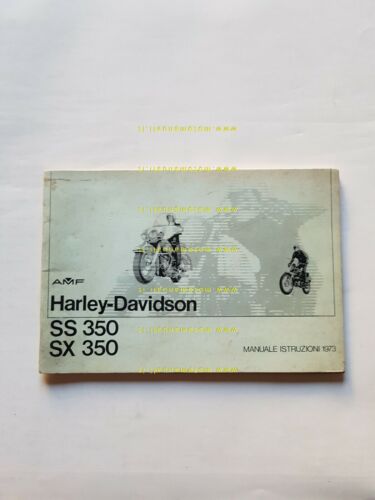 AMF
Harley-Davidson
SS 350
SX 350
MANUALE ISTRUZIONI 1973